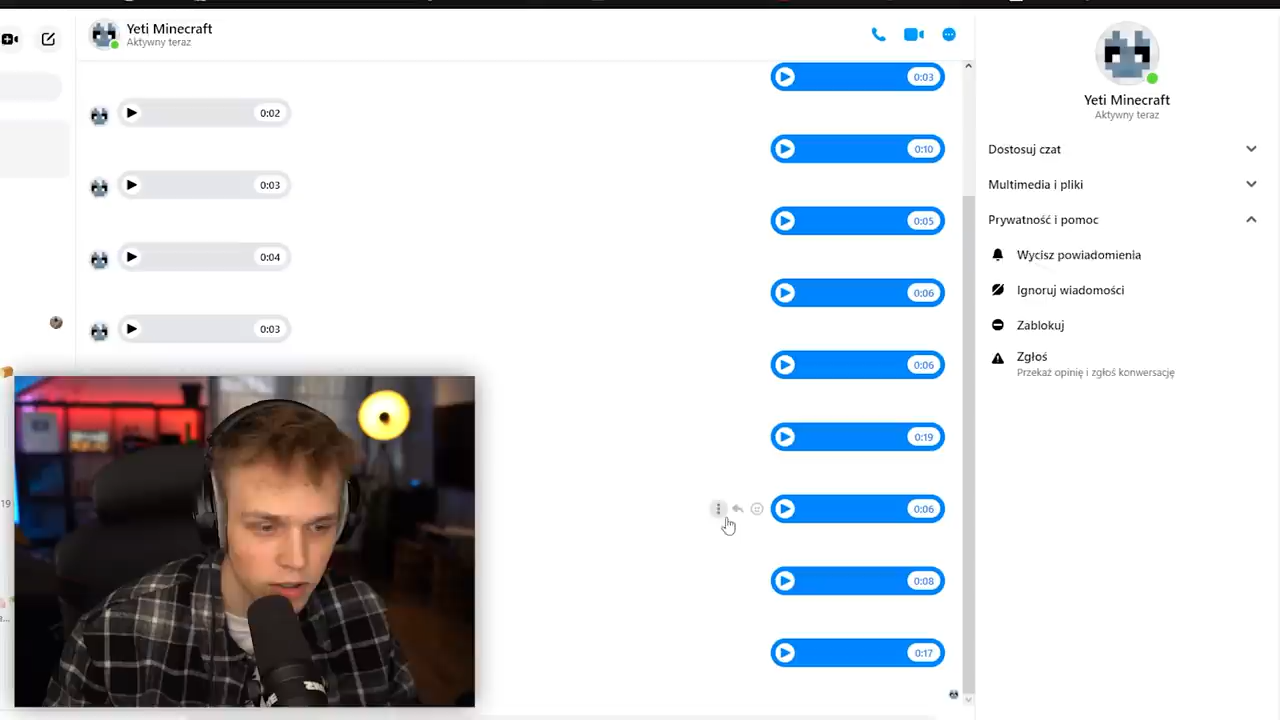 Yeti Minecraft
Aktywny teraz
0:03
0:02
0:10
0:03
0:05
0:04
0:06
0:03
0:06
0:19
0:06
0:08
0:17
19
Yeti Minecraft
Aktywny teraz
Dostosuj czat
Multimedia i pliki
Prywatność i pomoc
Wycisz powiadomienia
Ignoruj wiadomości
Zablokuj
Zgłoś
Przekaż opinię i zgłoś konwersację